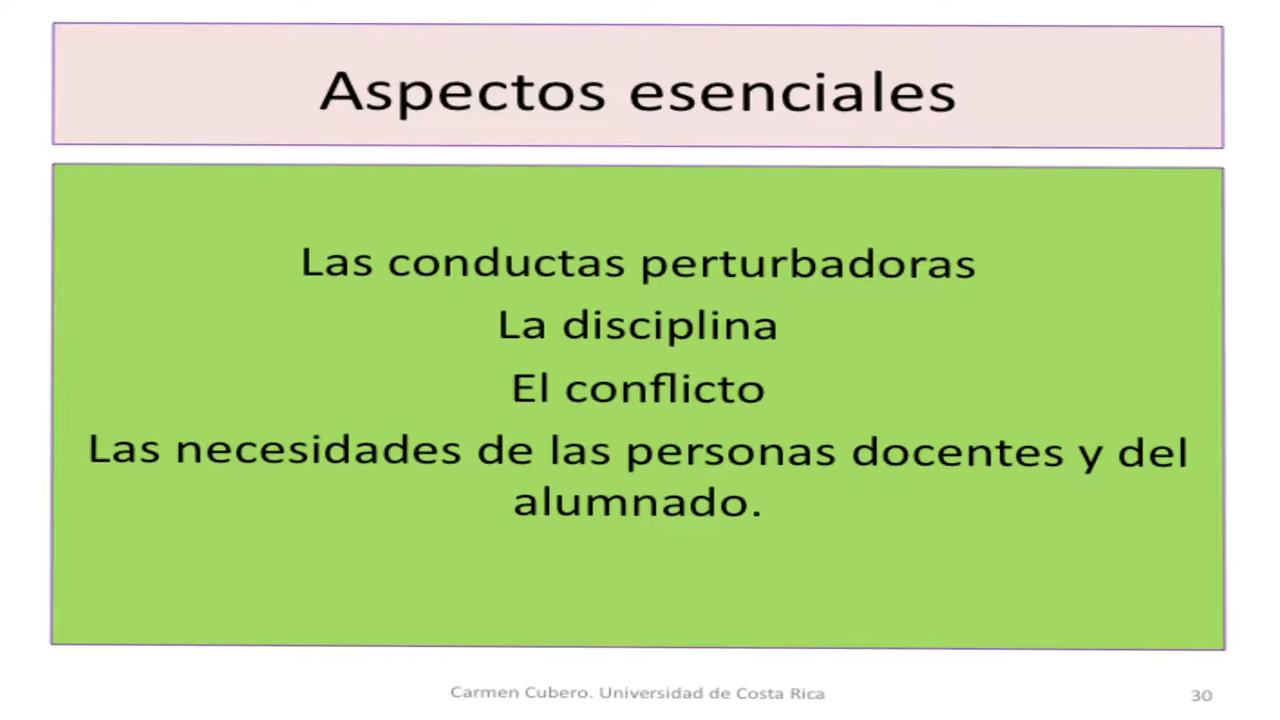 Aspectos esenciales
Las conductas perturbadoras
La disciplina
El conflicto
Las necesidades de las personas docentes y del
alumnado.
Carmen Cubero. Universidad de Costa Rica
30